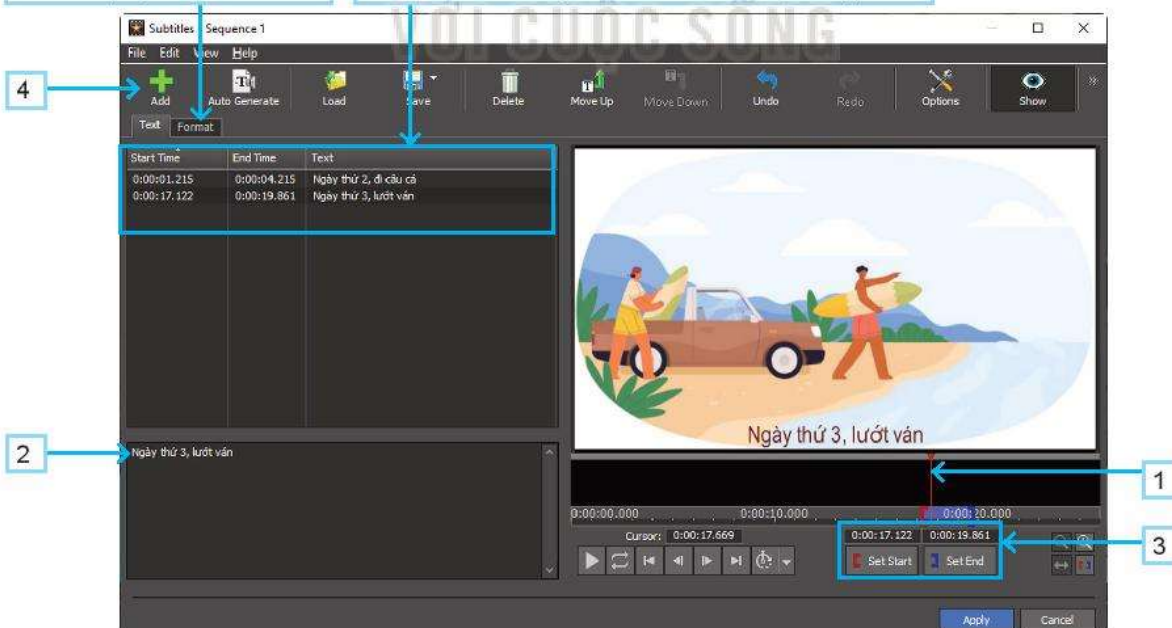 VỚI CUỘC SỐNG
Subtitles - Sequence 1
File Edit View Help
4
Add Auto Generate Load Save Delete Move Up Move Down Undo Redo Options Show
Text Format
Start Time End Time Text
0:00:01.215 0:00:04.215 Ngày thứ 2, đi câu cá
0:00:17.122 0:00:19.861 Ngày thứ 3, lướt ván
Ngày thứ 3, lướt ván
2
Ngày thứ 3, lướt ván
1
0:00:00.000 0:00:10.000 0:00:20.000
Cursor: 0:00:17.669 0:00:17.122 0:00:19.861
Set Start Set End
3
Apply Cancel